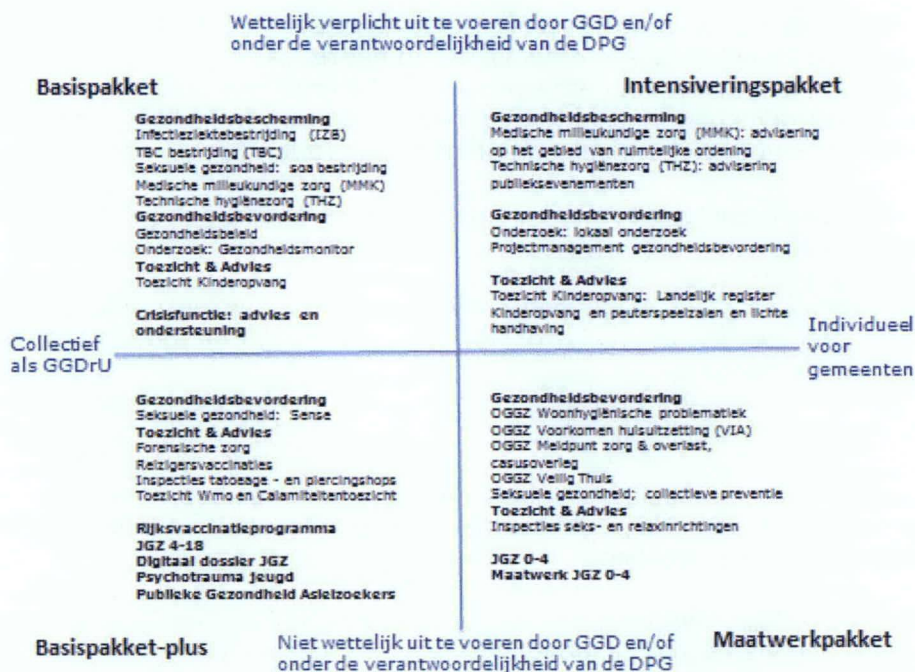 Wettelijk verplicht uit te voeren door GGD en/of
onder de verantwoordelijkheid van de DPG
Basispakket
Gezondheidsbescherming
Infectieziektebestrijding (IZB)
TBC bestrijding (TBC)
Seksuele gezondheid: soa bestrijding
Medische milieukundige zorg (MMK)
Technische hygiënezorg (THZ)
Gezondheidsbevordering
Gezondheidsbeleid
Onderzoek: Gezondheidsmonitor
Toezicht & Advies
Toezicht Kinderopvang
Crisisfunctie: advies en
ondersteuning
Intensiveringspakket
Gezondheidsbescherming
Medische milieukundige zorg (MMK): advisering
op het gebied van ruimtelijke ordening
Technische hygiënezorg (THZ): advisering
publieksevenementen
Gezondheidsbevordering
Onderzoek: lokaal onderzoek
Projectmanagement gezondheidsbevordering
Toezicht & Advies
Toezicht Kinderopvang: Landelijk register
Kinderopvang en peuterspeelzalen en lichte
handhaving
Collectief
als GGDrU
Individueel
voor
gemeenten
Gezondheidsbevordering
Seksuele gezondheid: Sense
Toezicht & Advies
Forensische zorg
Reizigersvaccinaties
Inspecties tatoeage - en piercingshops
Toezicht Wmo en Calamiteitentoezicht
Rijksvaccinatieprogramma
JGZ 4-18
Digitaal dossier JGZ
Psychotrauma jeugd
Publieke Gezondheid Asielzoekers
Basispakket-plus
Gezondheidsbevordering
OGGZ Woonhygiënische problematiek
OGGZ Voorkomen huisuitzetting (VIA)
OGGZ Meldpunt zorg & overlast,
casusoverleg
OGGZ Veilig Thuis
Seksuele gezondheid; collectieve preventie
Toezicht & Advies
Inspecties seks- en relaxinrichtingen
JGZ 0-4
Maatwerk JGZ 0-4
Maatwerkpakket
Niet wettelijk uit te voeren door GGD en/of
onder de verantwoordelijkheid van de DPG